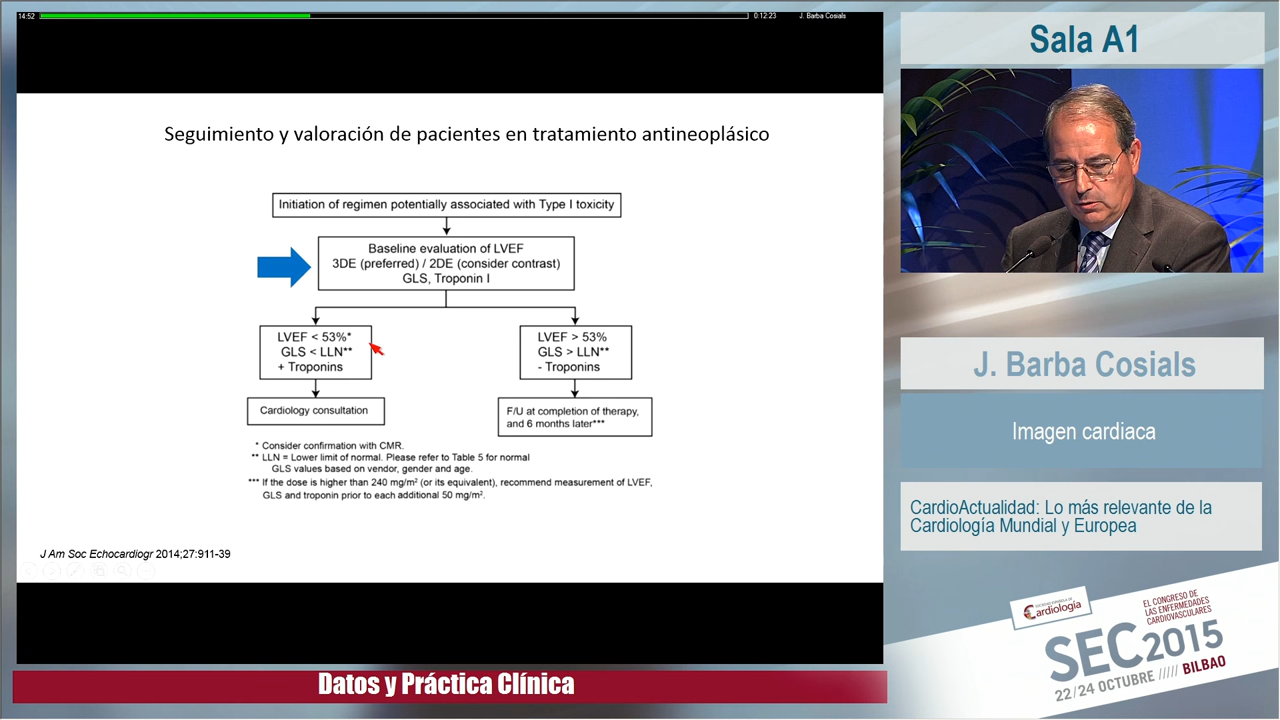 14:52
0:12:23
J. Barba Cosials
Seguimiento y valoración de pacientes en tratamiento antineoplásico
Initiation of regimen potentially associated with Type I toxicity
Baseline evaluation of LVEF
3DE (preferred) / 2DE (consider contrast)
GLS, Troponin I
LVEF < 53%*
GLS < LLN**
+ Troponins
LVEF > 53%
GLS > LLN**
- Troponins
Cardiology consultation
F/U at completion of therapy,
and 6 months later***
* Consider confirmation with CMR.
** LLN = Lower limit of normal. Please refer to Table 5 for normal
GLS values based on vendor, gender and age.
*** If the dose is higher than 240 mg/m² (or its equivalent), recommend measurement of LVEF,
GLS and troponin prior to each additional 50 mg/m².
J Am Soc Echocardiogr 2014;27:911-39
Datos y Práctica Clínica
Sala A1
J. Barba Cosials
Imagen cardiaca
CardioActualidad: Lo más relevante de la
Cardiología Mundial y Europea
SOCIEDAD ESPAÑOLA DE
Cardiología
EL CONGRESO DE
LAS ENFERMEDADES
CARDIOVASCULARES
SEC2015
22/24 OCTUBRE ///// BILBAO